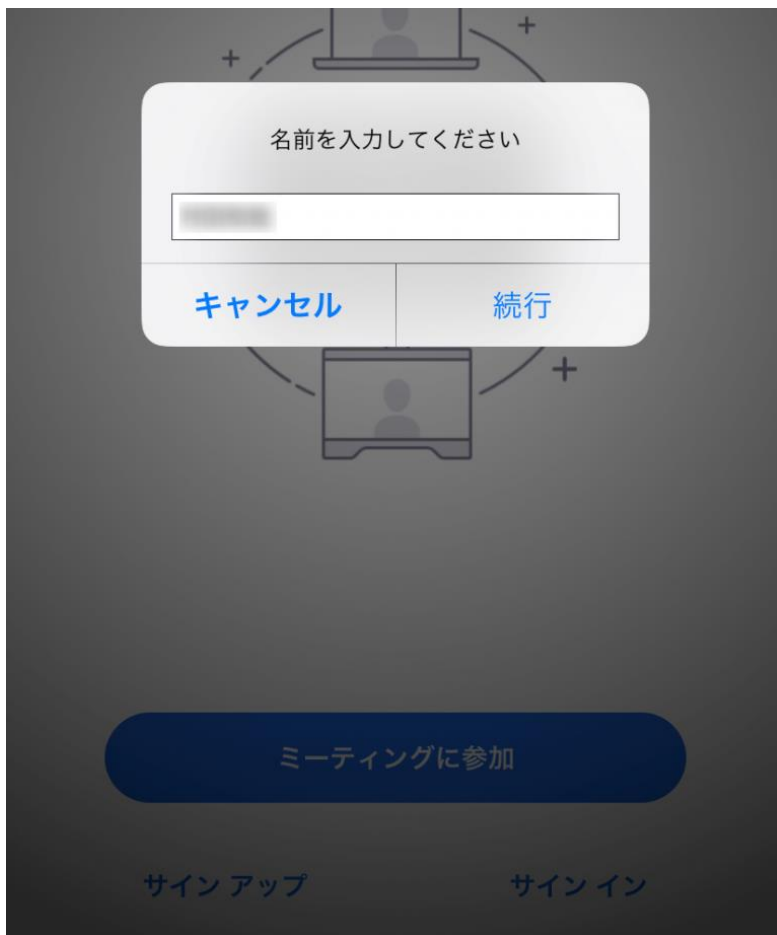 名前を入力してください
キャンセル 続行
ミーティングに参加
サイン アップ サイン イン